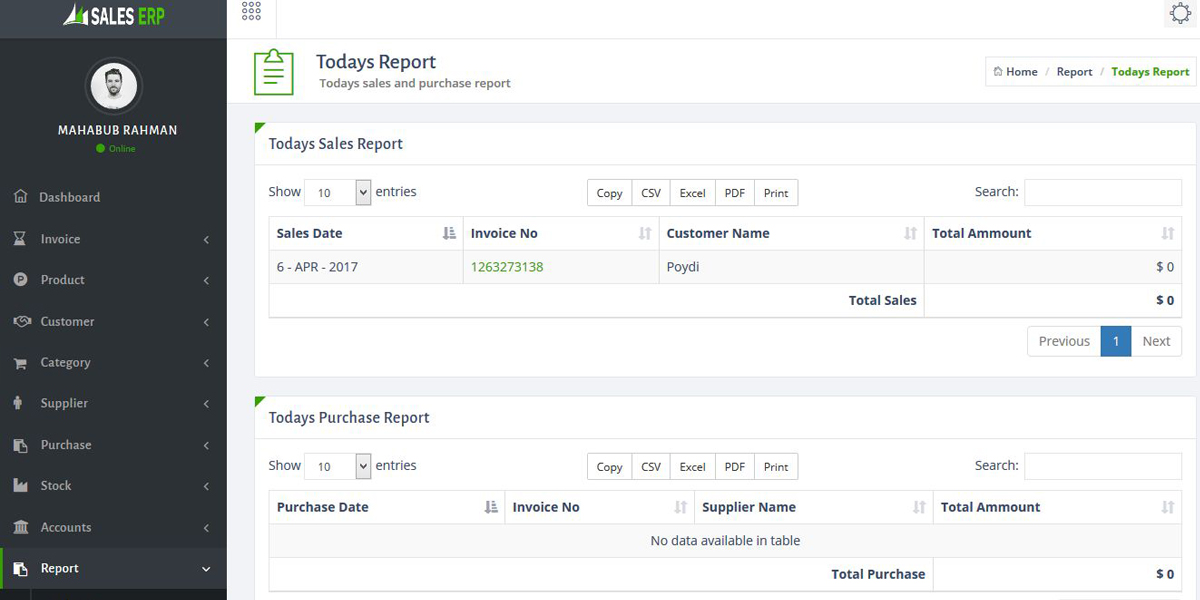 SALES ERP
MAHABUB RAHMAN
Online
Dashboard
Invoice
Product
Customer
Category
Supplier
Purchase
Stock
Accounts
Report
Todays Report
Todays sales and purchase report
Home / Report / Todays Report
Todays Sales Report
Show 10 entries
Copy CSV Excel PDF Print
Search:
Sales Date Invoice No Customer Name Total Ammount
6 - APR - 2017 1263273138 Poydi $ 0
Total Sales $ 0
Previous 1 Next
Todays Purchase Report
Show 10 entries
Copy CSV Excel PDF Print
Search:
Purchase Date Invoice No Supplier Name Total Ammount
No data available in table
Total Purchase $ 0